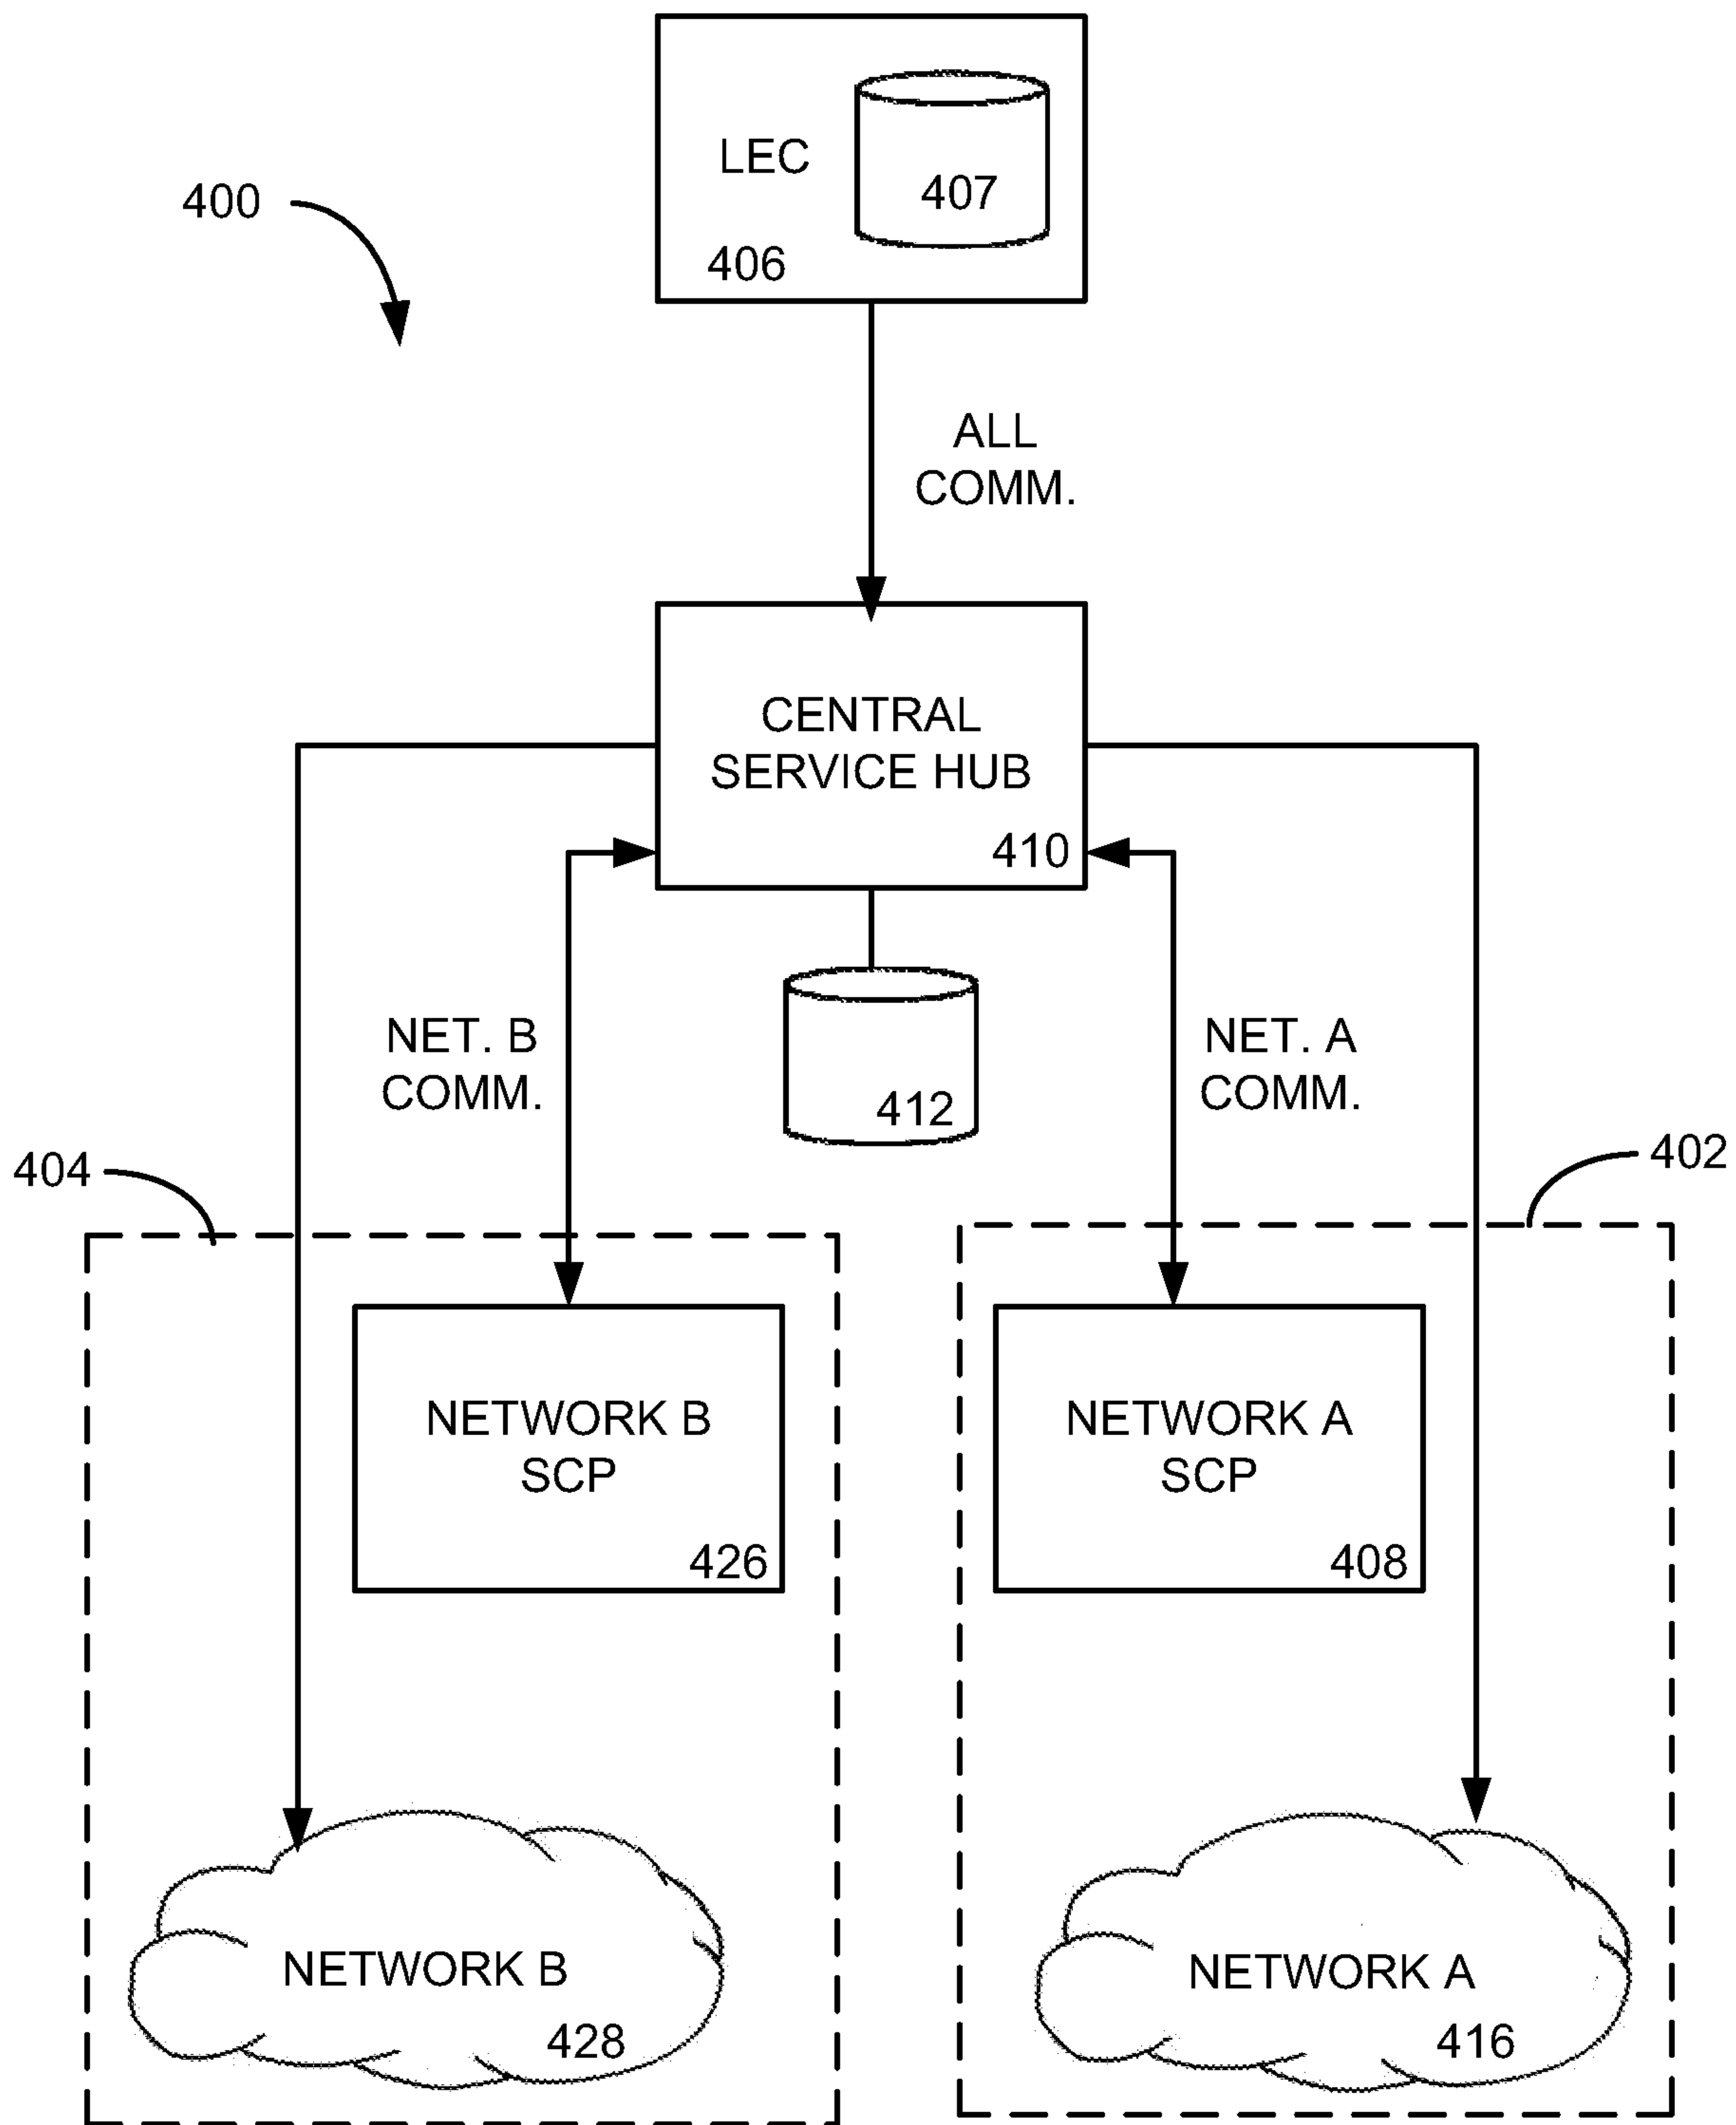 LEC
407
406
400
ALL
COMM.
CENTRAL
SERVICE HUB
410
NET. B
COMM.
NET. A
COMM.
412
404
402
NETWORK B
SCP
426
NETWORK A
SCP
408
NETWORK B
428
NETWORK A
416